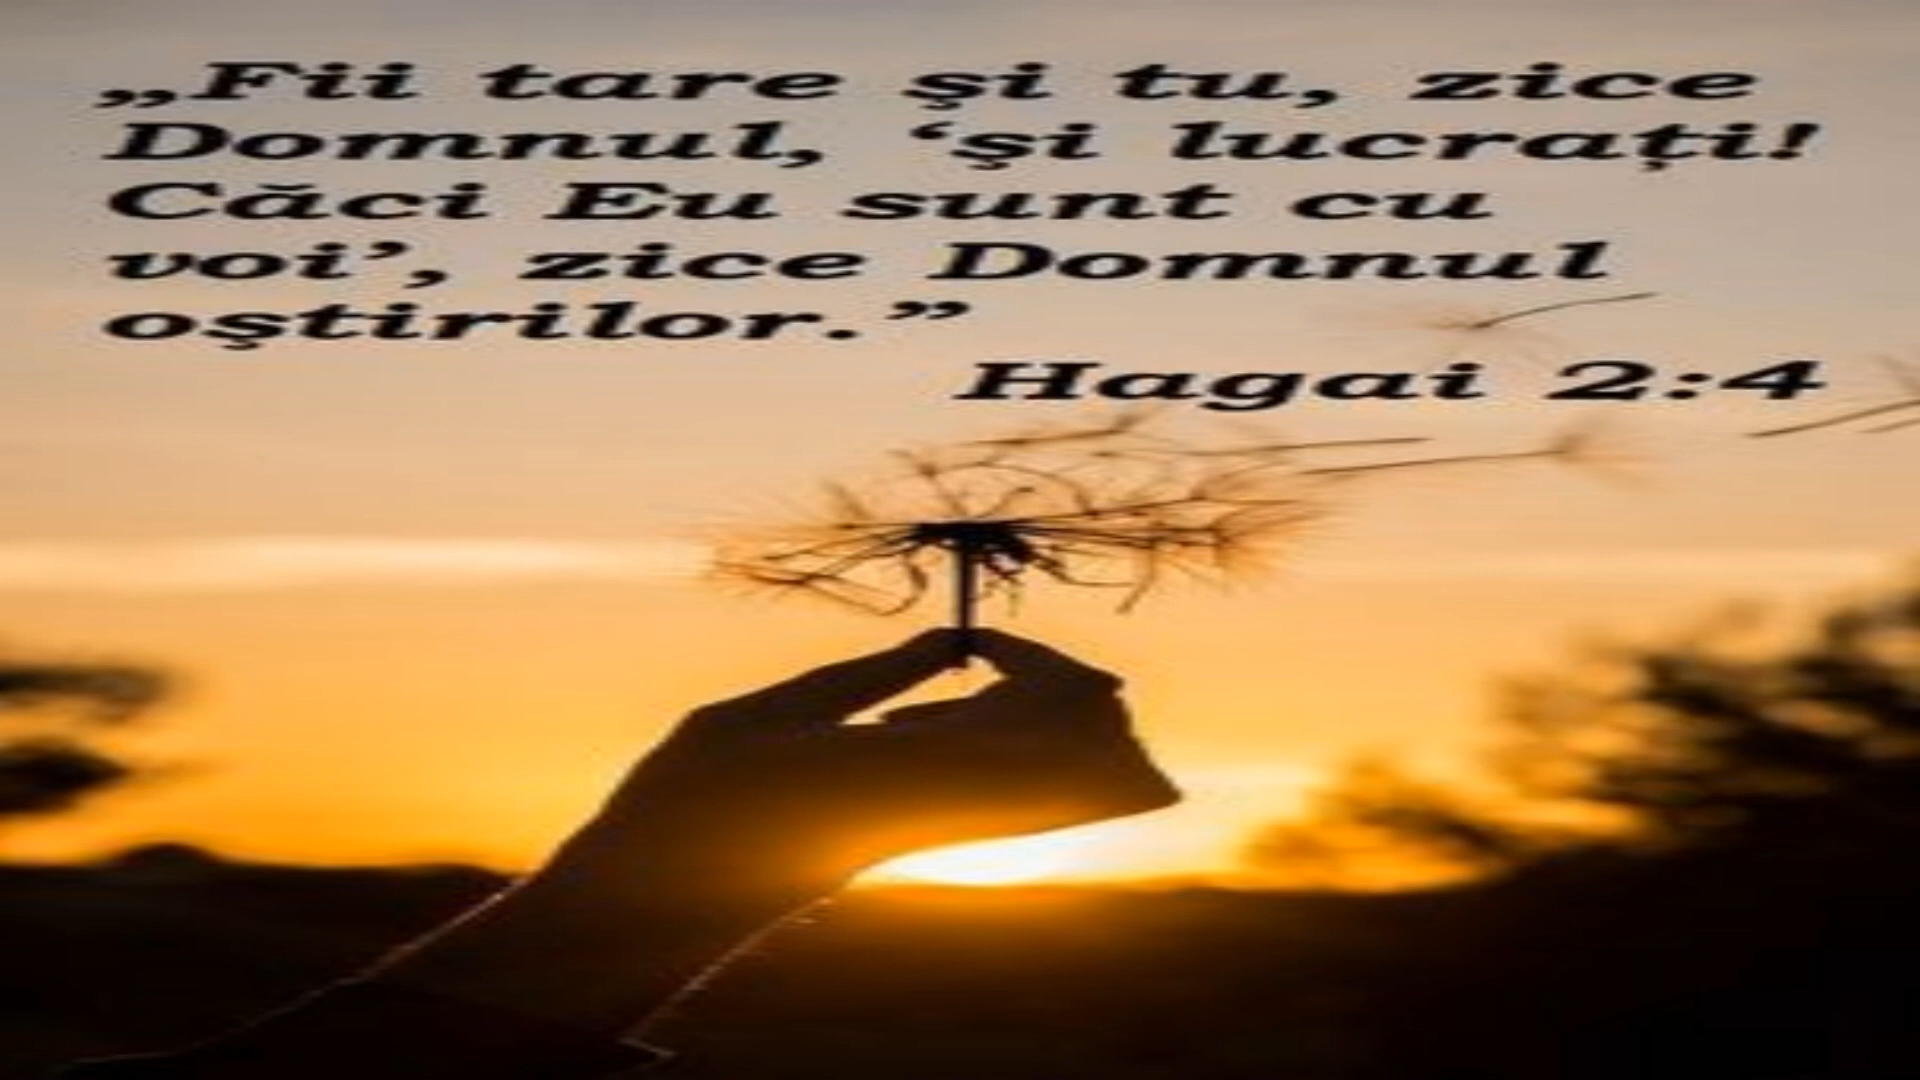 „Fii tare şi tu, zice
Domnul, ‘şi lucraţi!
Căci Eu sunt cu
voi’, zice Domnul
oştirilor.”
Hagai 2:4